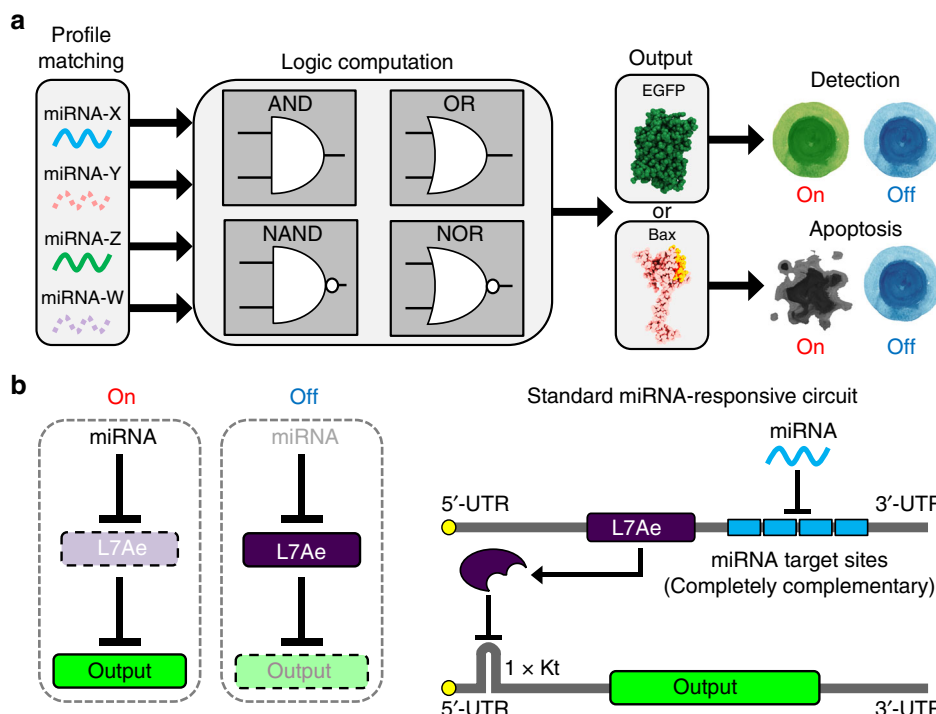 a
Profile
matching
miRNA-X
miRNA-Y
miRNA-Z
miRNA-W
Logic computation
AND
OR
NAND
NOR
Output
EGFP
or
Bax
Detection
On
Off
Apoptosis
On
Off
b
On
miRNA
L7Ae
Output
Off
miRNA
L7Ae
Output
Standard miRNA-responsive circuit
miRNA
5′-UTR
3′-UTR
L7Ae
miRNA target sites
(Completely complementary)
1 × Kt
Output
5′-UTR
3′-UTR